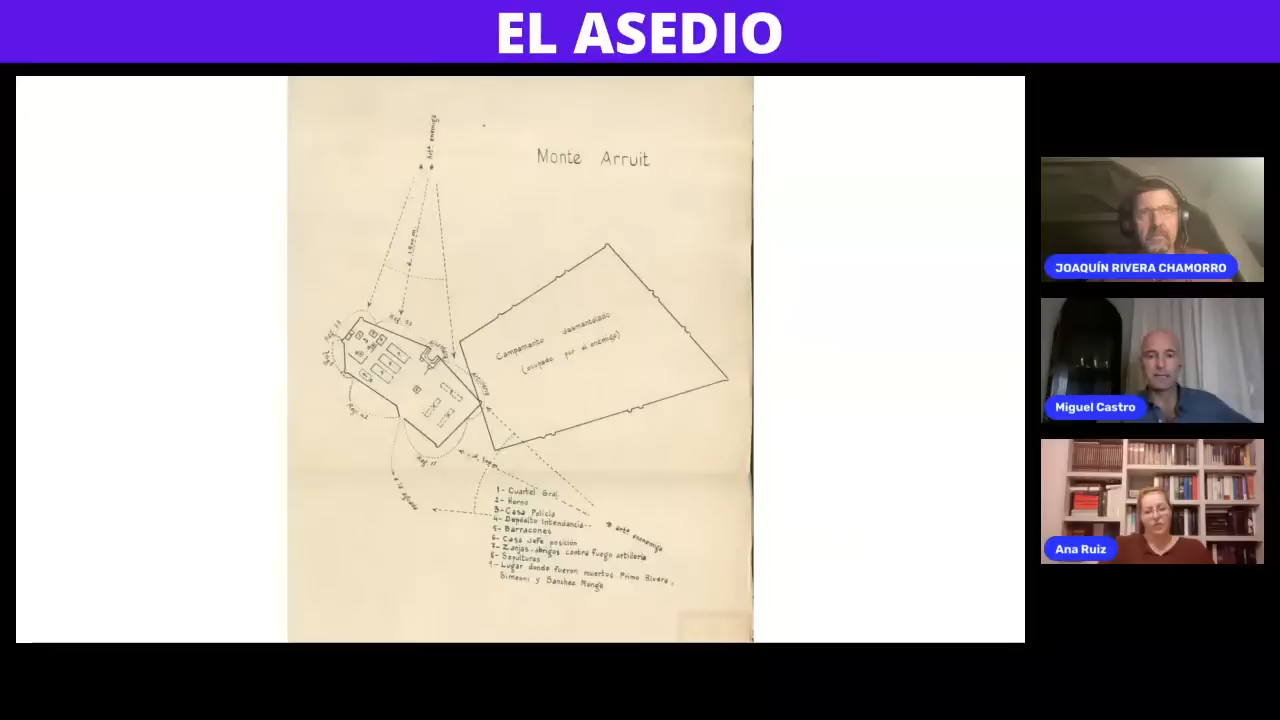 EL ASEDIO
Monte Arruit
Campamento desmantelado
(ocupado por el enemigo)
Artillería
1- Cuartel Gral.
2- Horno
3- Casa Policía
4- Depósito Intendencia
5- Barracones
6- Casa Jefe posición
7- Zanjas-abrigos contra fuego artillería
8- Sepulturas
9- Lugar donde fueron muertos Primo Rivera,
Simeoni y Sanchez Monge
JOAQUÍN RIVERA CHAMORRO
Miguel Castro
Ana Ruiz